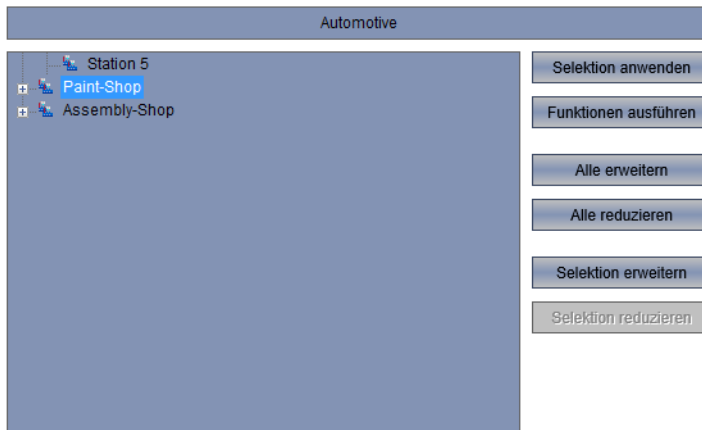 Automotive
Station 5
Paint-Shop
Assembly-Shop
Selektion anwenden
Funktionen ausführen
Alle erweitern
Alle reduzieren
Selektion erweitern
Selektion reduzieren